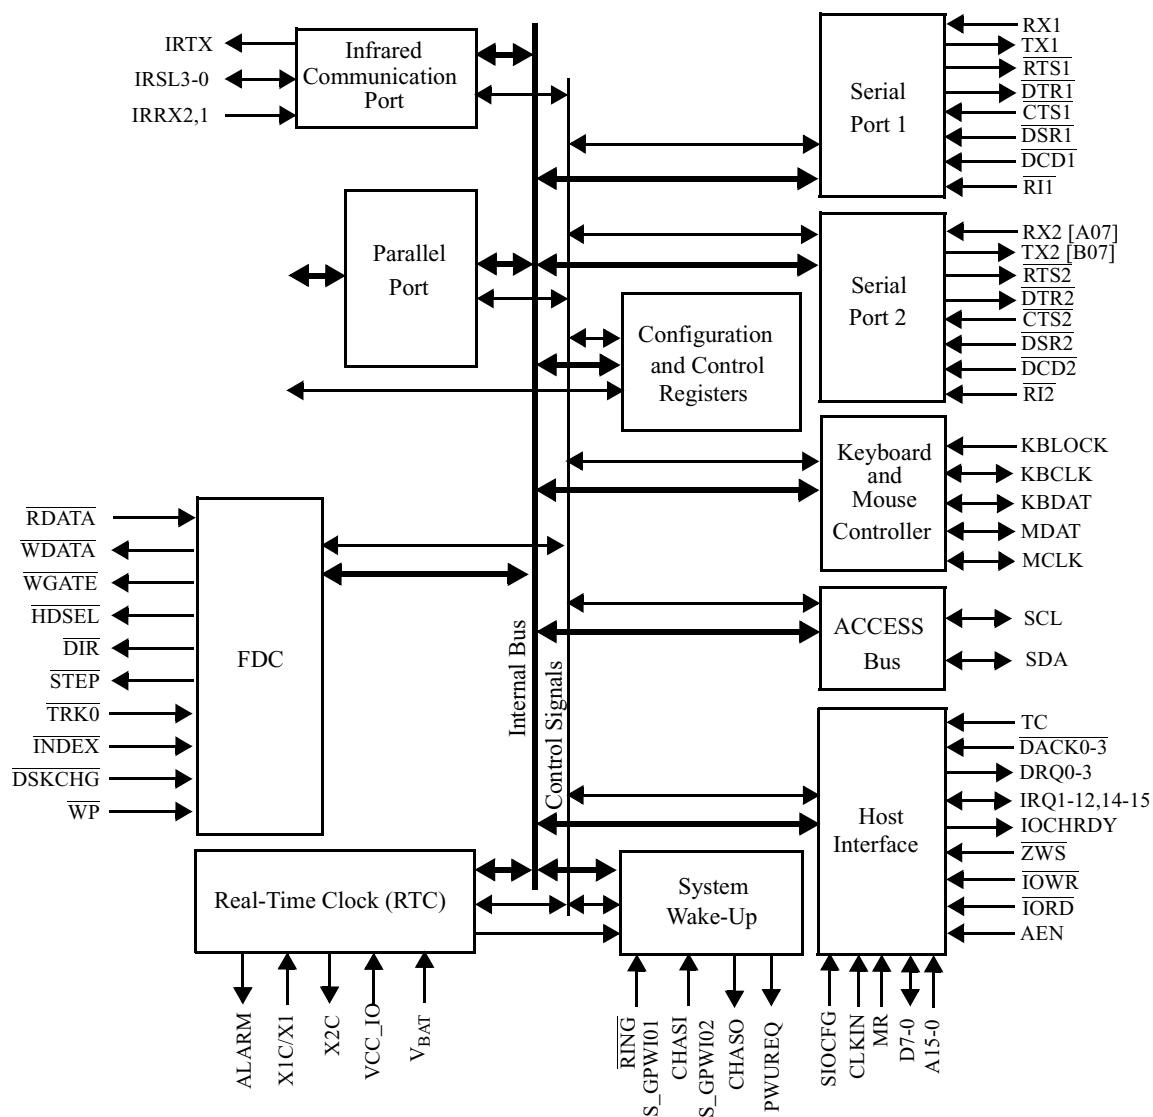 IRTX
IRSL3-0
IRRX2,1
Infrared
Communication
Port
Serial
Port 1
RX1
TX1
RTS1
DTR1
CTS1
DSR1
DCD1
RI1
Parallel
Port
Serial
Port 2
RX2 [A07]
TX2 [B07]
RTS2
DTR2
CTS2
DSR2
DCD2
RI2
Configuration
and Control
Registers
Keyboard
and
Mouse
Controller
KBLOCK
KBCLK
KBDAT
MDAT
MCLK
RDATA
WDATA
WGATE
HDSEL
DIR
STEP
TRK0
INDEX
DSKCHG
WP
FDC
Internal Bus
Control Signals
ACCESS
Bus
SCL
SDA
Host
Interface
TC
DACK0-3
DRQ0-3
IRQ1-12,14-15
IOCHRDY
ZWS
IOWR
IORD
AEN
Real-Time Clock (RTC)
System
Wake-Up
ALARM
X1C/X1
X2C
VCC_IO
VBAT
RING
S_GPWI01
CHASI
S_GPWI02
CHASO
PWUREQ
SIOCFG
CLKIN
MR
D7-0
A15-0